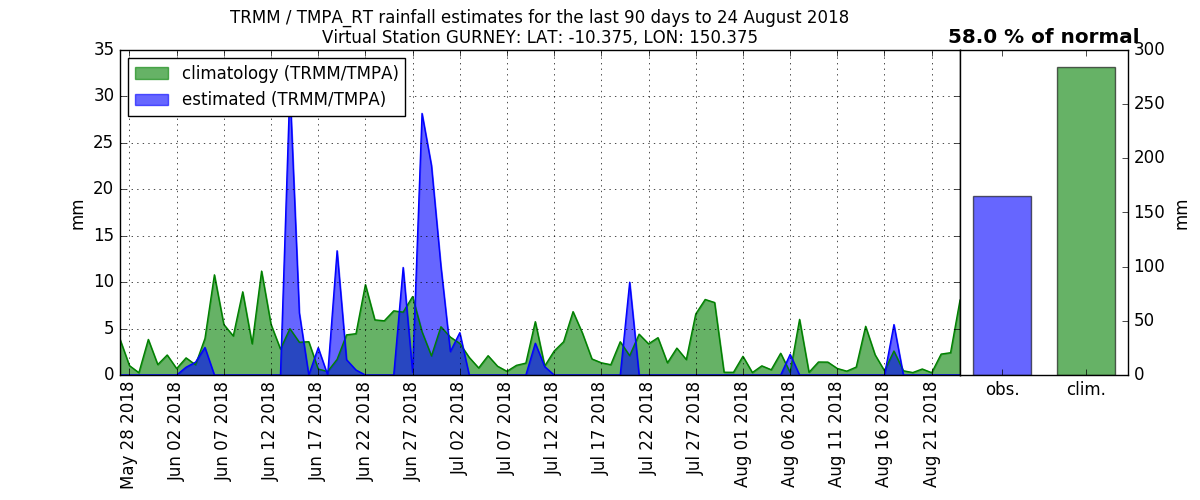 TRMM / TMPA_RT rainfall estimates for the last 90 days to 24 August 2018
Virtual Station GURNEY: LAT: -10.375, LON: 150.375
58.0 % of normal
climatology (TRMM/TMPA)
estimated (TRMM/TMPA)
35
30
25
20
15
10
5
0
mm
May 28 2018
Jun 02 2018
Jun 07 2018
Jun 12 2018
Jun 17 2018
Jun 22 2018
Jun 27 2018
Jul 02 2018
Jul 07 2018
Jul 12 2018
Jul 17 2018
Jul 22 2018
Jul 27 2018
Aug 01 2018
Aug 06 2018
Aug 11 2018
Aug 16 2018
Aug 21 2018
300
250
200
150
100
50
0
mm
obs.
clim.